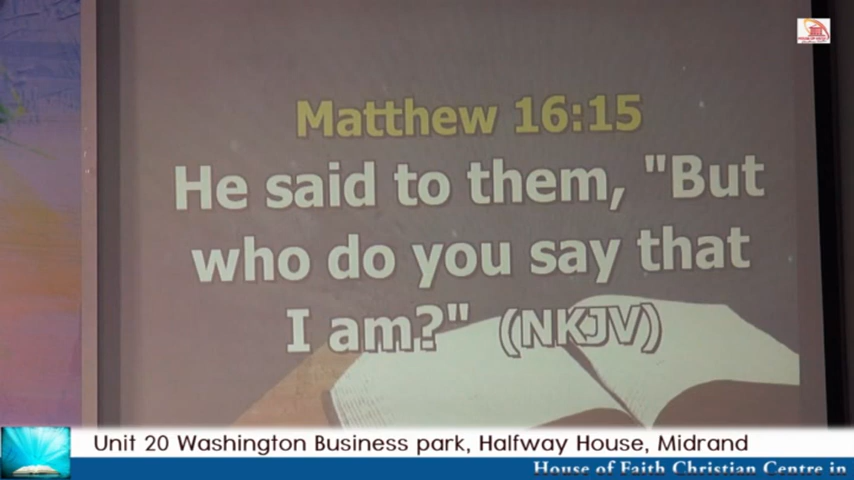 Matthew 16:15
He said to them, "But
who do you say that
I am?" (NKJV)
Unit 20 Washington Business park, Halfway House, Midrand
House of Faith Christian Centre in